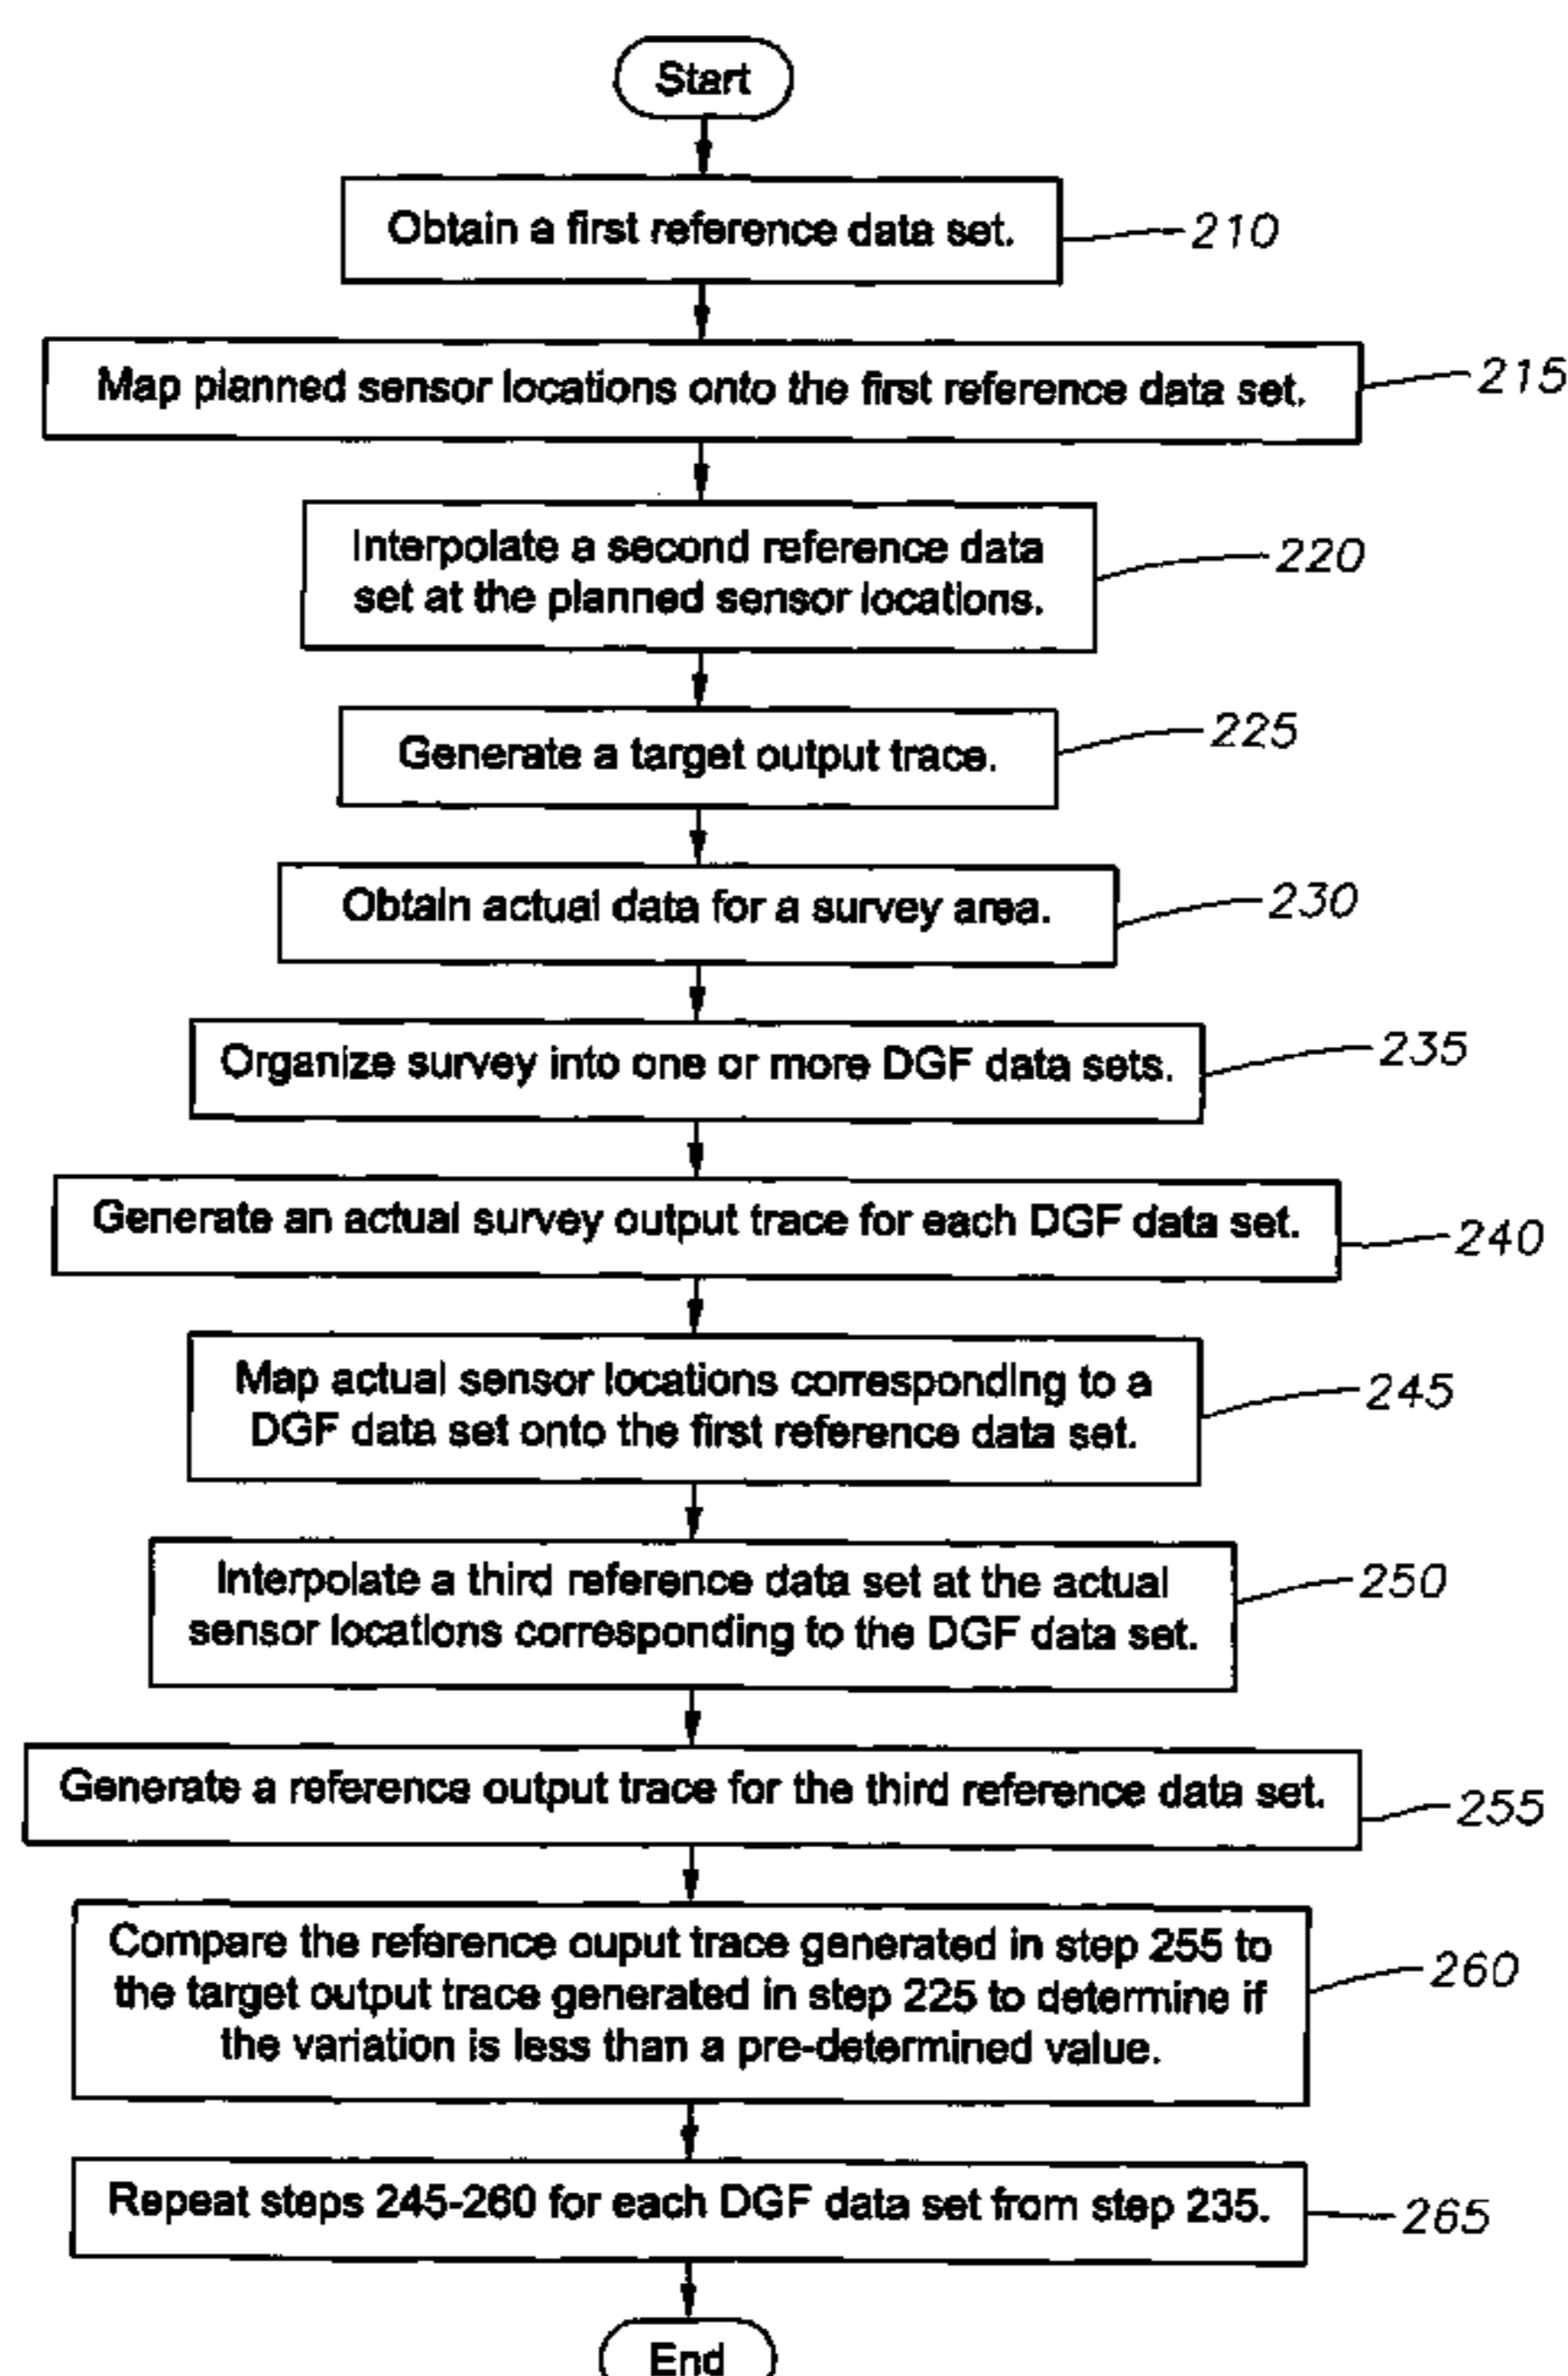 Start
Obtain a first reference data set.
210
Map planned sensor locations onto the first reference data set.
215
Interpolate a second reference data
set at the planned sensor locations.
220
Generate a target output trace.
225
Obtain actual data for a survey area.
230
Organize survey into one or more DGF data sets.
235
Generate an actual survey output trace for each DGF data set.
240
Map actual sensor locations corresponding to a
DGF data set onto the first reference data set.
245
Interpolate a third reference data set at the actual
sensor locations corresponding to the DGF data set.
250
Generate a reference output trace for the third reference data set.
255
Compare the reference ouput trace generated in step 255 to
the target output trace generated in step 225 to determine if
the variation is less than a pre-determined value.
260
Repeat steps 245-260 for each DGF data set from step 235.
265
End